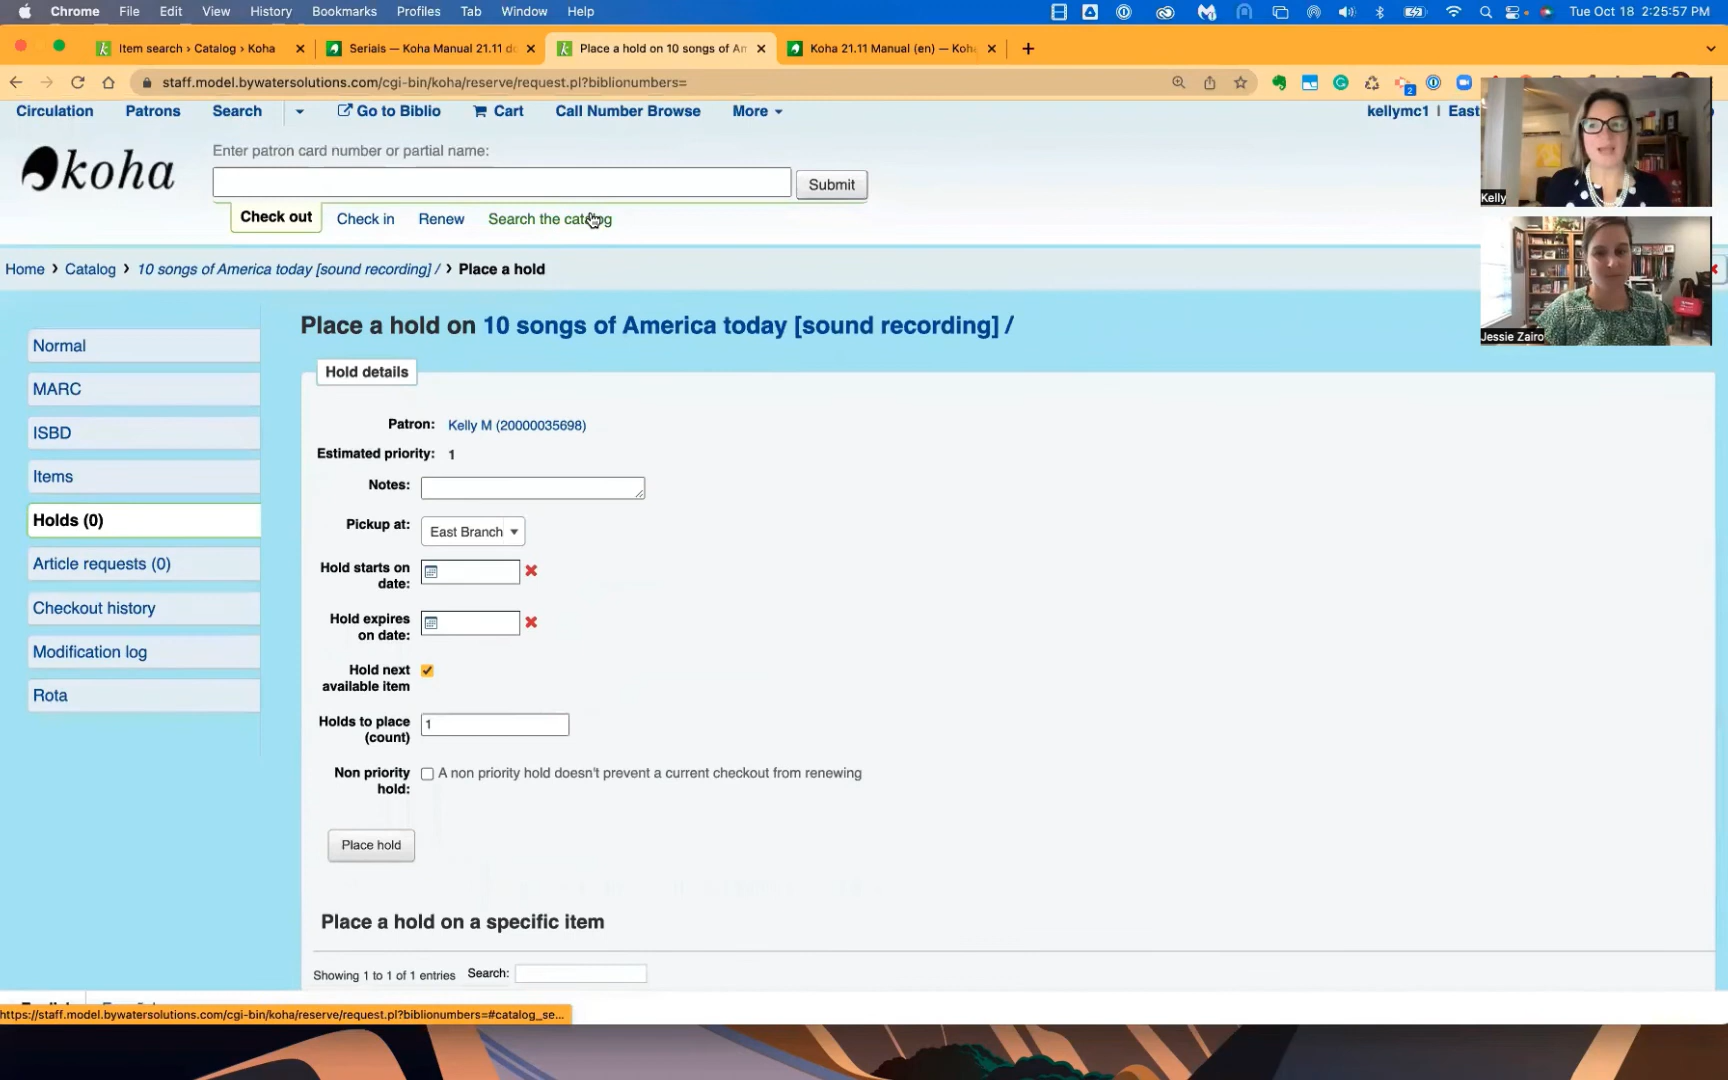 Chrome File Edit View History Bookmarks Profiles Tab Window Help Tue Oct 18 2:25:57 PM
Item search › Catalog › Koha
Serials — Koha Manual 21.11 do
Place a hold on 10 songs of Am
Koha 21.11 Manual (en) — Koh
staff.model.bywatersolutions.com/cgi-bin/koha/reserve/request.pl?biblionumbers=
2
Circulation Patrons Search Go to Biblio Cart Call Number Browse More kellymc1 | East
Enter patron card number or partial name:
koha
Submit
Check out Check in Renew Search the catalog
Kelly
Home › Catalog › 10 songs of America today [sound recording] / › Place a hold
Jessie Zairo
Place a hold on 10 songs of America today [sound recording] /
Normal
MARC
ISBD
Items
Holds (0)
Article requests (0)
Checkout history
Modification log
Rota
Hold details
Patron: Kelly M (20000035698)
Estimated priority: 1
Notes:
Pickup at: East Branch
Hold starts on
date:
Hold expires
on date:
Hold next
available item
Holds to place
(count)
1
Non priority
hold:
A non priority hold doesn't prevent a current checkout from renewing
Place hold
Place a hold on a specific item
Showing 1 to 1 of 1 entries Search:
https://staff.model.bywatersolutions.com/cgi-bin/koha/reserve/request.pl?biblionumbers=#catalog_se...